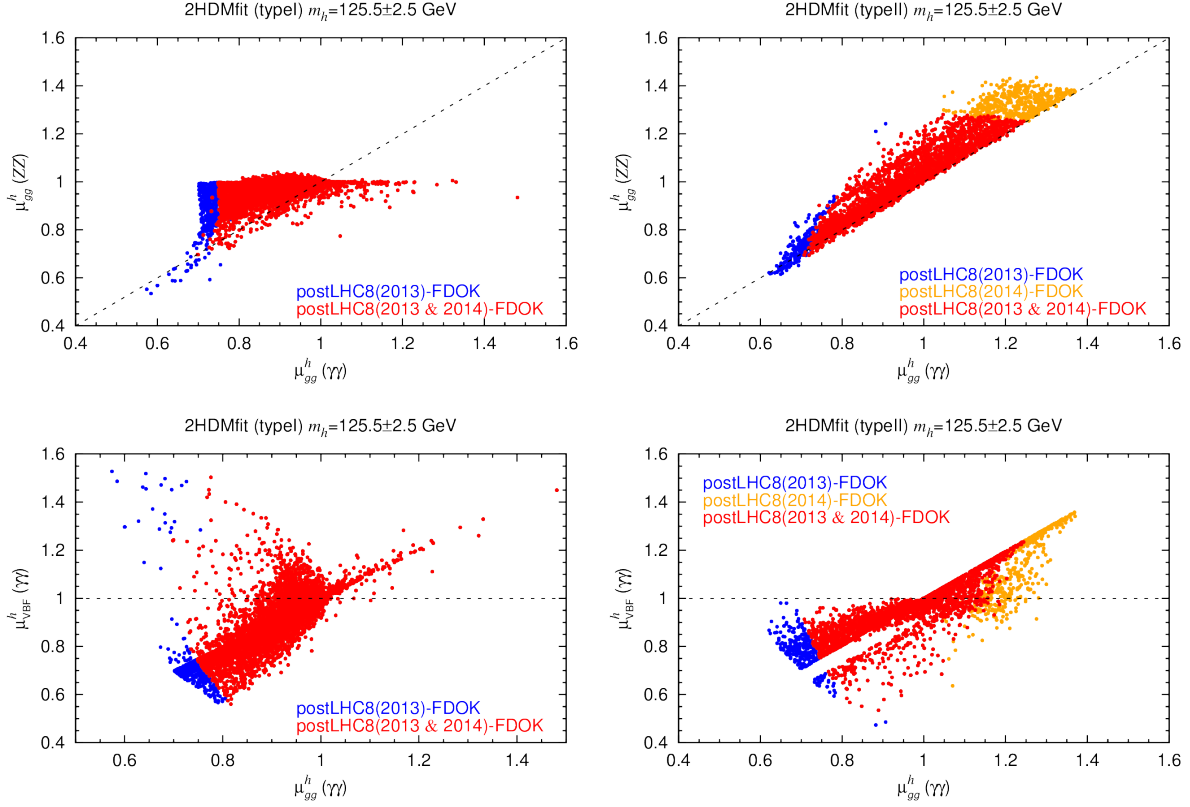 2HDMfit (typeI) m_h=125.5±2.5 GeV
μ^h_gg (ZZ)
1.6
1.4
1.2
1
0.8
0.6
0.4
postLHC8(2013)-FDOK
postLHC8(2013 & 2014)-FDOK
0.4 0.6 0.8 1 1.2 1.4 1.6
μ^h_gg (γγ)
2HDMfit (typeII) m_h=125.5±2.5 GeV
μ^h_gg (ZZ)
1.6
1.4
1.2
1
0.8
0.6
0.4
postLHC8(2013)-FDOK
postLHC8(2014)-FDOK
postLHC8(2013 & 2014)-FDOK
0.4 0.6 0.8 1 1.2 1.4 1.6
μ^h_gg (γγ)
2HDMfit (typeI) m_h=125.5±2.5 GeV
μ^h_VBF (γγ)
1.6
1.4
1.2
1
0.8
0.6
0.4
postLHC8(2013)-FDOK
postLHC8(2013 & 2014)-FDOK
0.6 0.8 1 1.2 1.4
μ^h_gg (γγ)
2HDMfit (typeII) m_h=125.5±2.5 GeV
μ^h_VBF (γγ)
1.6
1.4
1.2
1
0.8
0.6
0.4
postLHC8(2013)-FDOK
postLHC8(2014)-FDOK
postLHC8(2013 & 2014)-FDOK
0.4 0.6 0.8 1 1.2 1.4 1.6
μ^h_gg (γγ)